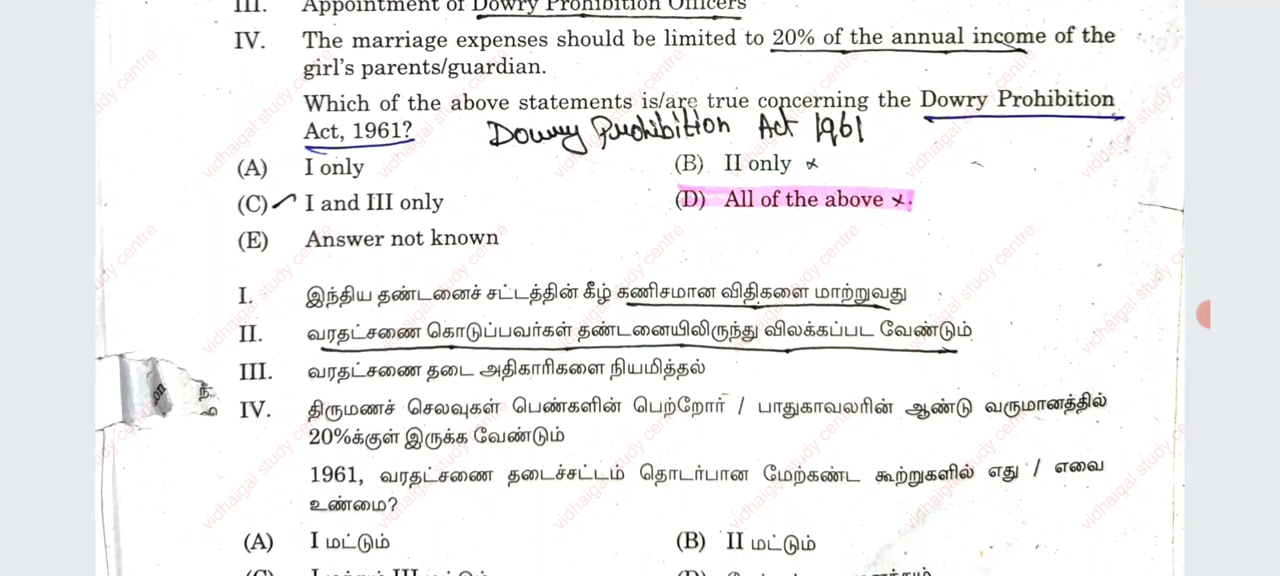 III. Appointment of Dowry Prohibition Officers
IV. The marriage expenses should be limited to 20% of the annual income of the
girl's parents/guardian.
Which of the above statements is/are true concerning the Dowry Prohibition
Act, 1961? Dowry Prohibition Act 1961
(A) I only (B) II only x
(C) I and III only (D) All of the above x.
(E) Answer not known
I. இந்திய தண்டனைச் சட்டத்தின் கீழ் கணிசமான விதிகளை மாற்றுவது
II. வரதட்சணை கொடுப்பவர்கள் தண்டனையிலிருந்து விலக்கப்பட வேண்டும்
III. வரதட்சணை தடை அதிகாரிகளை நியமித்தல்
IV. திருமணச் செலவுகள் பெண்களின் பெற்றோர் / பாதுகாவலரின் ஆண்டு வருமானத்தில்
20%க்குள் இருக்க வேண்டும்
1961, வரதட்சணை தடைச்சட்டம் தொடர்பான மேற்கண்ட கூற்றுகளில் எது / எவை
உண்மை?
(A) I மட்டும் (B) II மட்டும்
vidhaigal study centre